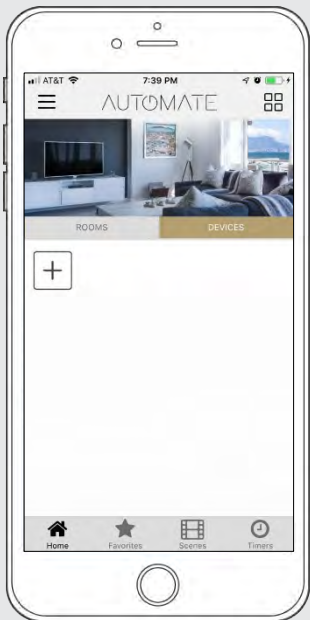 AT&T 7:39 PM
AUTOMATE
ROOMS DEVICES
+
Home Favorites Scenes Timers